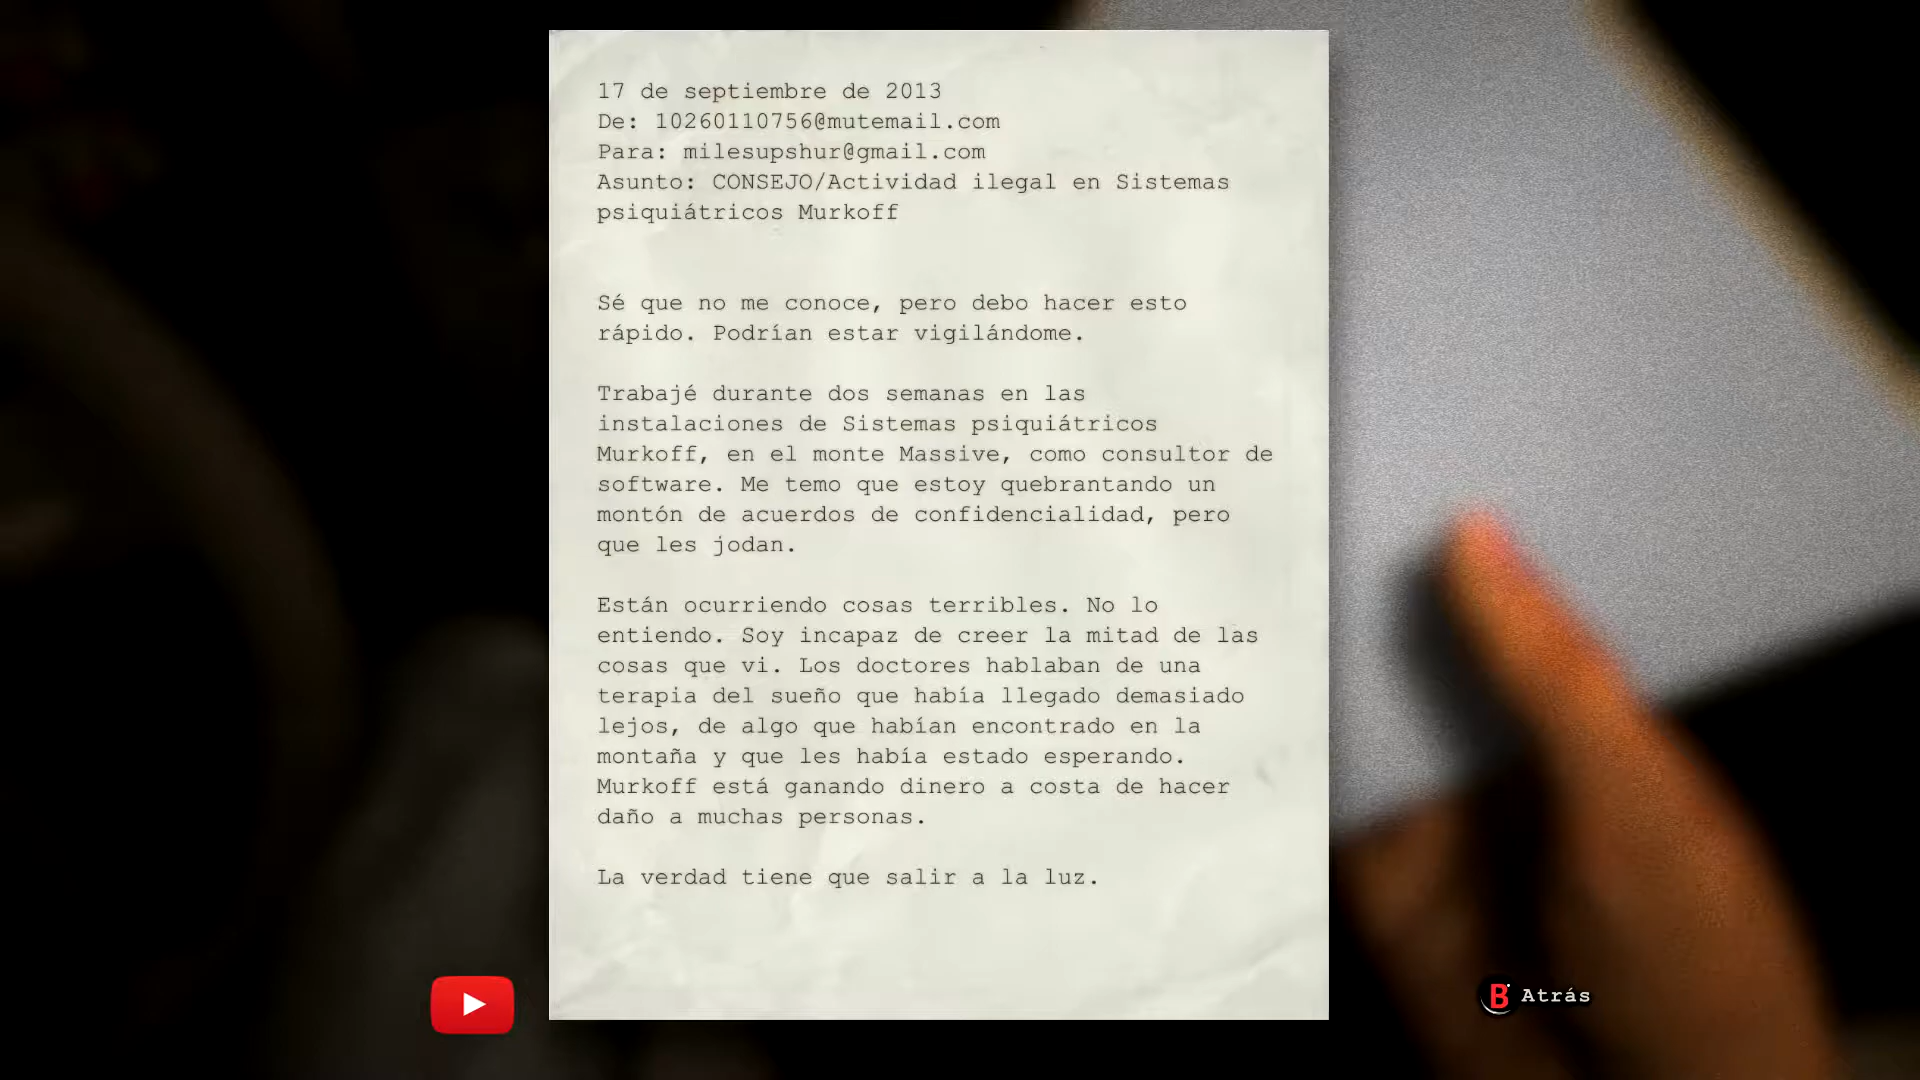 17 de septiembre de 2013
De: 10260110756@mutemail.com
Para: milesupshur@gmail.com
Asunto: CONSEJO/Actividad ilegal en Sistemas
psiquiátricos Murkoff
Sé que no me conoce, pero debo hacer esto
rápido. Podrían estar vigilándome.
Trabajé durante dos semanas en las
instalaciones de Sistemas psiquiátricos
Murkoff, en el monte Massive, como consultor de
software. Me temo que estoy quebrantando un
montón de acuerdos de confidencialidad, pero
que les jodan.
Están ocurriendo cosas terribles. No lo
entiendo. Soy incapaz de creer la mitad de las
cosas que vi. Los doctores hablaban de una
terapia del sueño que había llegado demasiado
lejos, de algo que habían encontrado en la
montaña y que les había estado esperando.
Murkoff está ganando dinero a costa de hacer
daño a muchas personas.
La verdad tiene que salir a la luz.
B Atrás